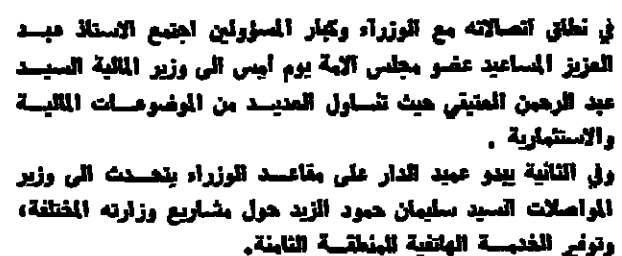 في نطاق اتصالاته مع الوزراء وكبار المسؤولين اجتمع الاستاذ عبد
العزيز المساعيد عضو مجلس الامة يوم أمس الى وزير المالية السيد
عبد الرحمن العتيقي حيث تناول العديد من الموضوعات المالية
والاستثمارية .
وفي الثانية يبدو عميد الدار على مقاعد الوزراء يتحدث الى وزير
المواصلات السيد سليمان حمود الزيد حول مشاريع وزارته المختلفة،
وتوفير الخدمة الهاتفية للمنطقة الثامنة.